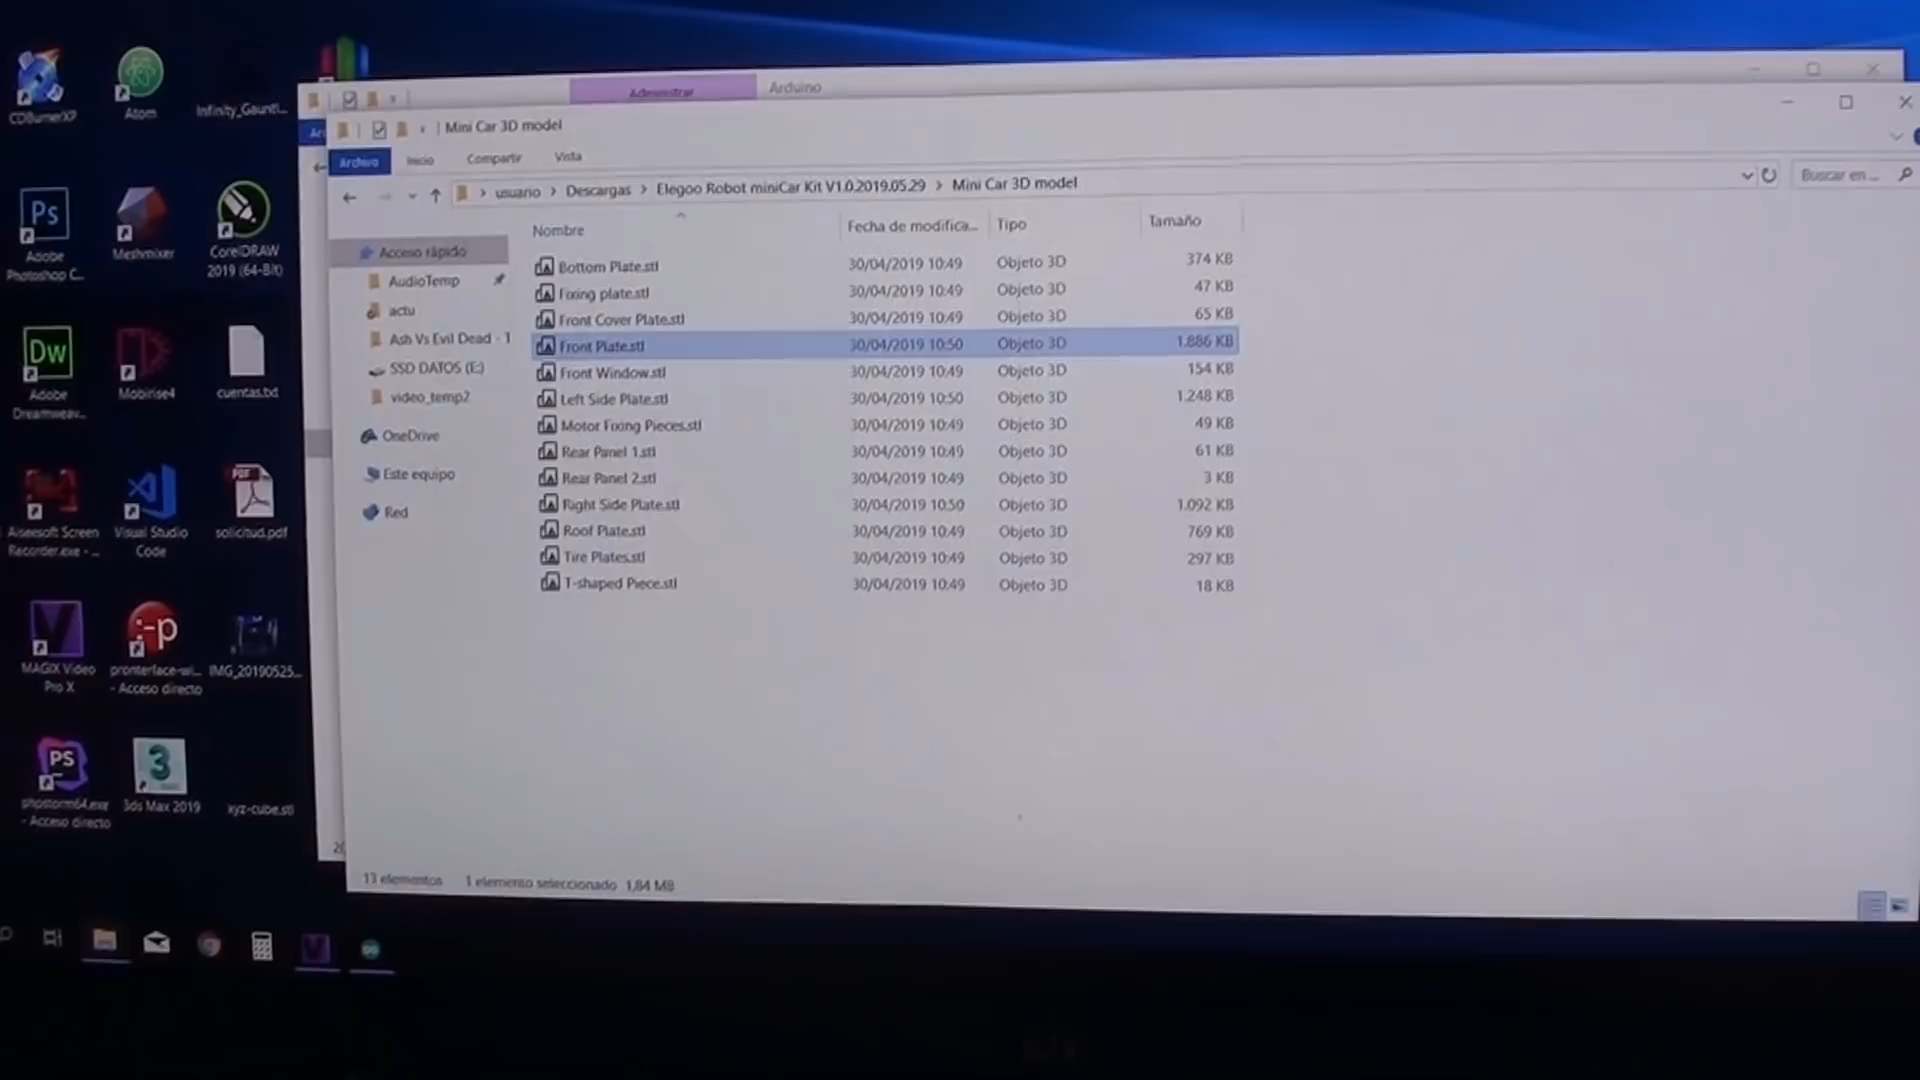 CDBurnerXP
Atom
Infinity_Gaunt...
Adobe
Photoshop C...
Meshmixer
CorelDRAW
2019 (64-Bit)
Adobe
Dreamweav...
Mobirise4
cuentas.txt
Aiseesoft Screen
Recorder.exe - ...
Visual Studio
Code
PDF
solicitud.pdf
MAGIX Video
Pro X
pronterface-wi...
- Acceso directo
IMG_20190525...
phpstorm64.exe
- Acceso directo
3ds Max 2019
xyz-cube.stl
Administrar
Arduino
Mini Car 3D model
Archivo Inicio Compartir Vista
usuario > Descargas > Elegoo Robot miniCar Kit V1.0.2019.05.29 > Mini Car 3D model
Buscar en ...
Acceso rápido
AudioTemp
actu
Ash Vs Evil Dead - T
SSD DATOS (E:)
video_temp2
OneDrive
Este equipo
Red
Nombre Fecha de modifica... Tipo Tamaño
Bottom Plate.stl 30/04/2019 10:49 Objeto 3D 374 KB
Fixing plate.stl 30/04/2019 10:49 Objeto 3D 47 KB
Front Cover Plate.stl 30/04/2019 10:49 Objeto 3D 65 KB
Front Plate.stl 30/04/2019 10:50 Objeto 3D 1.886 KB
Front Window.stl 30/04/2019 10:49 Objeto 3D 154 KB
Left Side Plate.stl 30/04/2019 10:50 Objeto 3D 1.248 KB
Motor Fixing Pieces.stl 30/04/2019 10:49 Objeto 3D 49 KB
Rear Panel 1.stl 30/04/2019 10:49 Objeto 3D 61 KB
Rear Panel 2.stl 30/04/2019 10:49 Objeto 3D 3 KB
Right Side Plate.stl 30/04/2019 10:50 Objeto 3D 1.092 KB
Roof Plate.stl 30/04/2019 10:49 Objeto 3D 769 KB
Tire Plates.stl 30/04/2019 10:49 Objeto 3D 297 KB
T-shaped Piece.stl 30/04/2019 10:49 Objeto 3D 18 KB
13 elementos 1 elemento seleccionado 1,84 MB